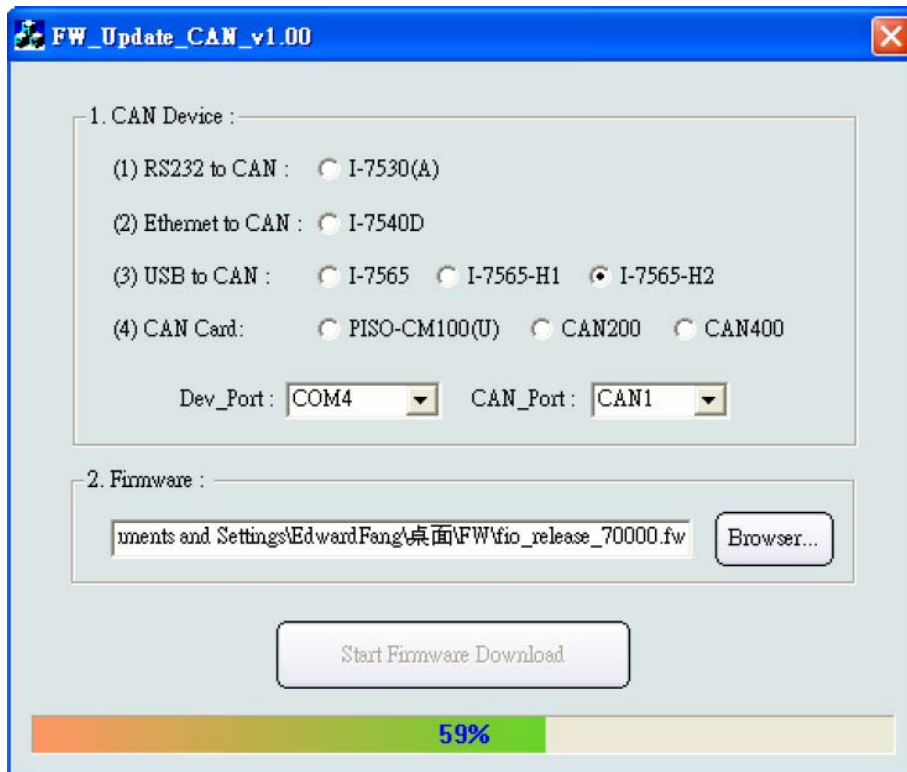 FW_Update_CAN_v1.00
1. CAN Device :
(1) RS232 to CAN : I-7530(A)
(2) Ethernet to CAN : I-7540D
(3) USB to CAN : I-7565 I-7565-H1 I-7565-H2
(4) CAN Card: PISO-CM100(U) CAN200 CAN400
Dev_Port : COM4 CAN_Port : CAN1
2. Firmware :
uments and Settings\EdwardFang\桌面\FW\fio_release_70000.fw Browser...
Start Firmware Download
59%